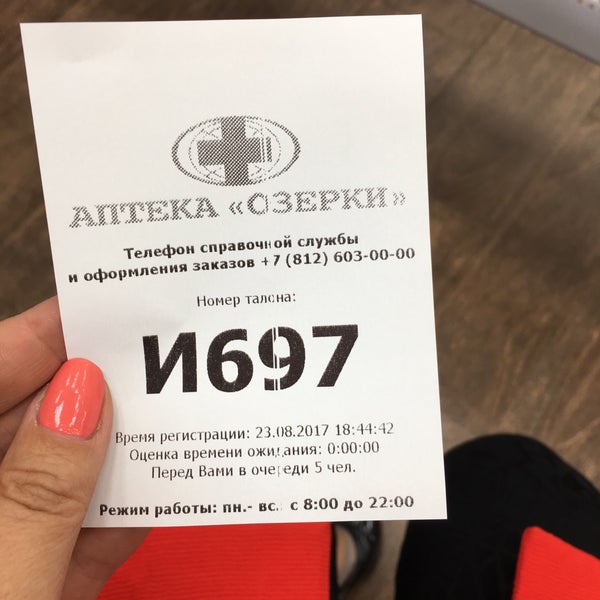 АПТЕКА «ОЗЕРКИ»
Телефон справочной службы
и оформления заказов +7 (812) 603-00-00
Номер талона:
И697
Время регистрации: 23.08.2017 18:44:42
Оценка времени ожидания: 0:00:00
Перед Вами в очереди 5 чел.
Режим работы: пн.- вс. с 8:00 до 22:00